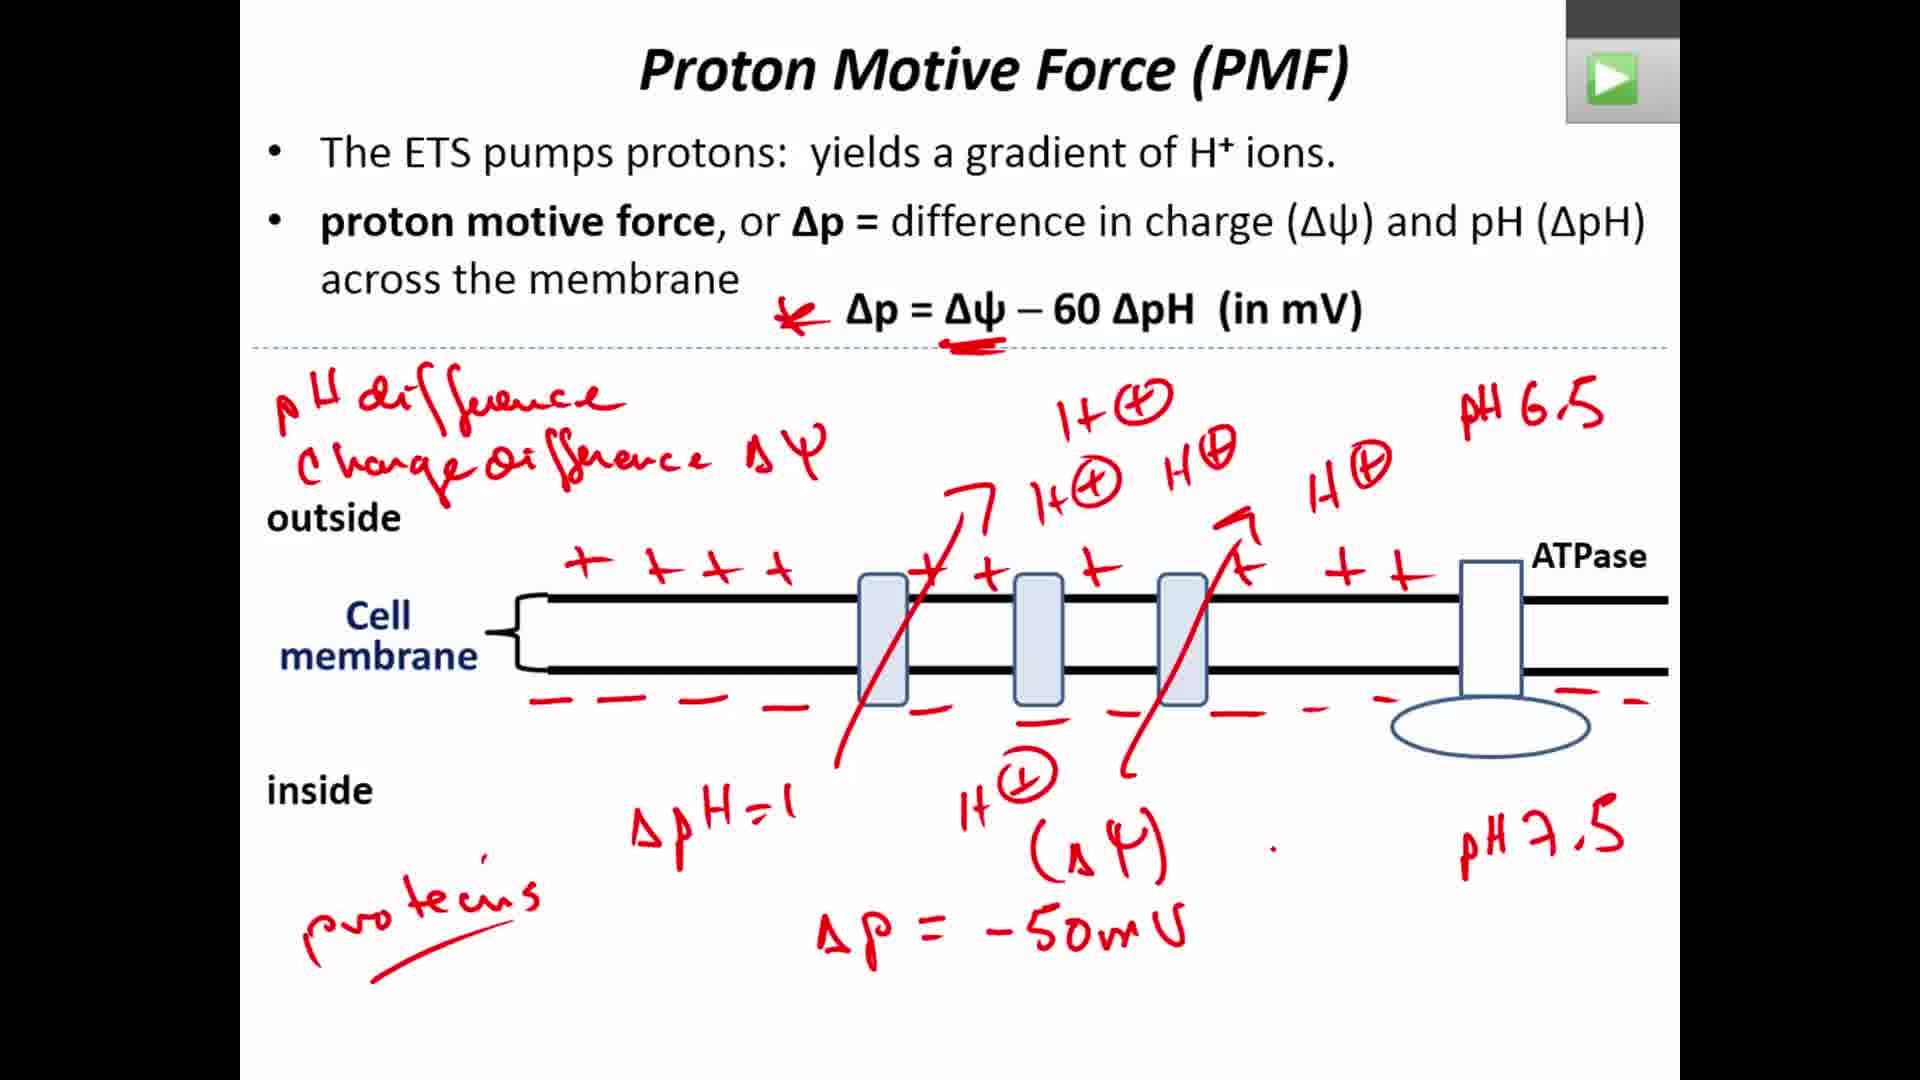 Proton Motive Force (PMF)
• The ETS pumps protons: yields a gradient of H⁺ ions.
• proton motive force, or Δp = difference in charge (Δψ) and pH (ΔpH)
across the membrane
Δp = Δψ – 60 ΔpH (in mV)
pH difference
Charge difference Δψ
H+
pH 6.5
H+
H+
H+
outside
+ + + + + + + + + +
ATPase
Cell
membrane
– – – – – – – – – – – –
inside
ΔpH=1
H+
(Δψ)
pH 7.5
proteins
Δp = -50mV